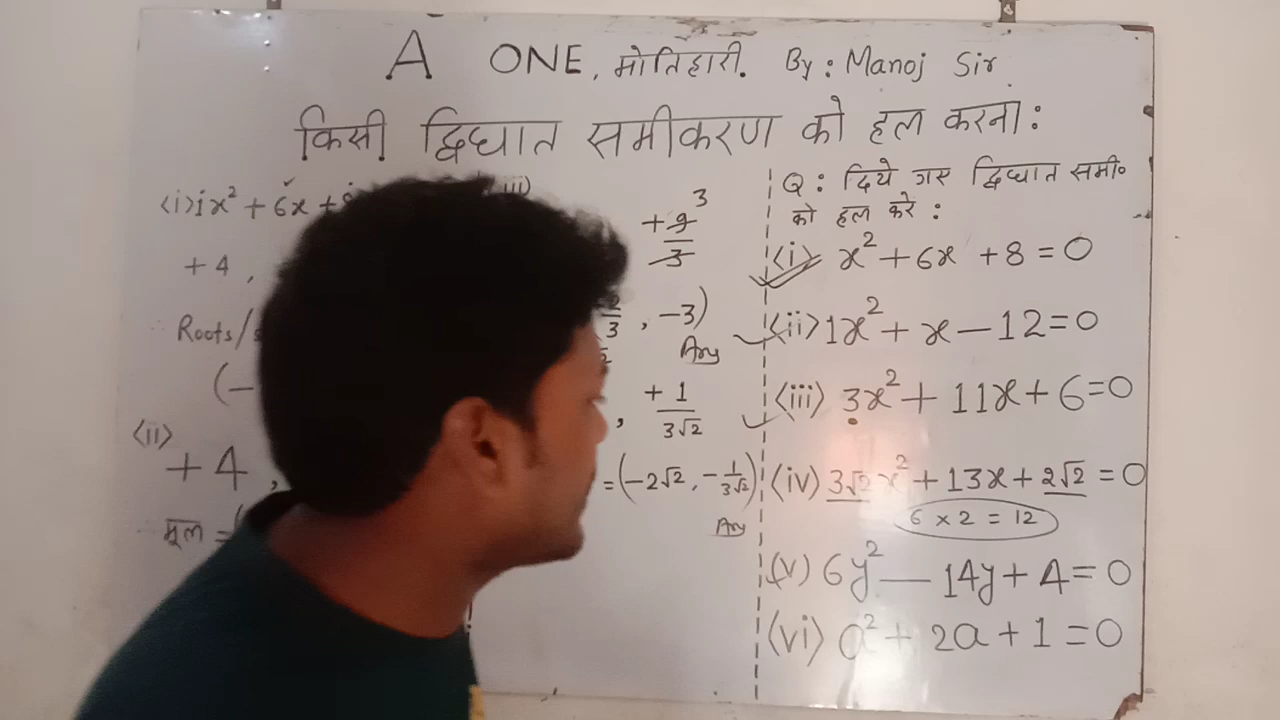 A ONE, मोतिहारी. By: Manoj Sir
किसी द्विघात समीकरण को हल करना:
(i) 1x² + 6x +
+ 4 ,
Roots/
(-
(ii)
+ 4 ,
मूल = (
iii)
+ 9 3
3
, -3)
Ans
, + 1
3√2
= (-2√2, -1/3√2)
Ans
Q: दिये गए द्विघात समी०
को हल करे :
(i) x² + 6x + 8 = 0
(ii) 1x² + x - 12 = 0
(iii) 3x² + 11x + 6 = 0
(iv) 3√2 x² + 13x + 2√2 = 0
6 × 2 = 12
(v) 6y² - 14y + 4 = 0
(vi) a² + 2a + 1 = 0